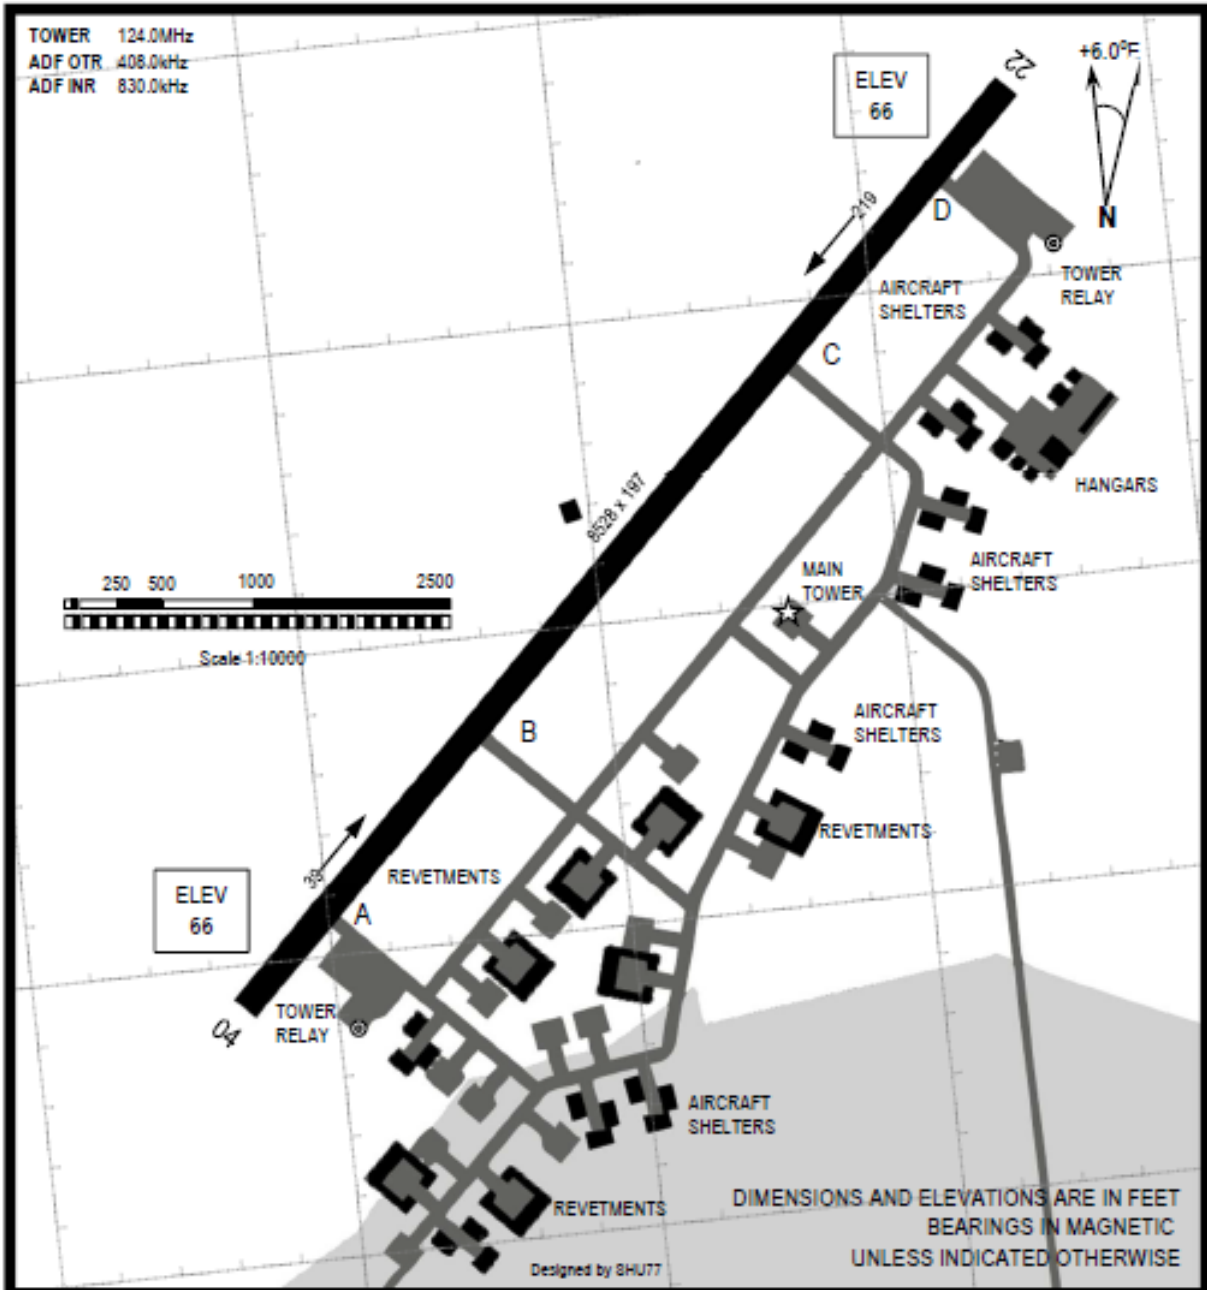 TOWER 124.0MHz
ADF OTR 408.0kHz
ADF INR 830.0kHz
ELEV
66
22
+6.0°E
N
219
D
TOWER
RELAY
AIRCRAFT
SHELTERS
C
HANGARS
8528 x 197
AIRCRAFT
SHELTERS
MAIN
TOWER
250 500 1000 2500
Scale 1:10000
AIRCRAFT
SHELTERS
B
REVETMENTS
39
REVETMENTS
ELEV
66
A
04
TOWER
RELAY
AIRCRAFT
SHELTERS
REVETMENTS
DIMENSIONS AND ELEVATIONS ARE IN FEET
BEARINGS IN MAGNETIC
UNLESS INDICATED OTHERWISE
Designed by SHU77